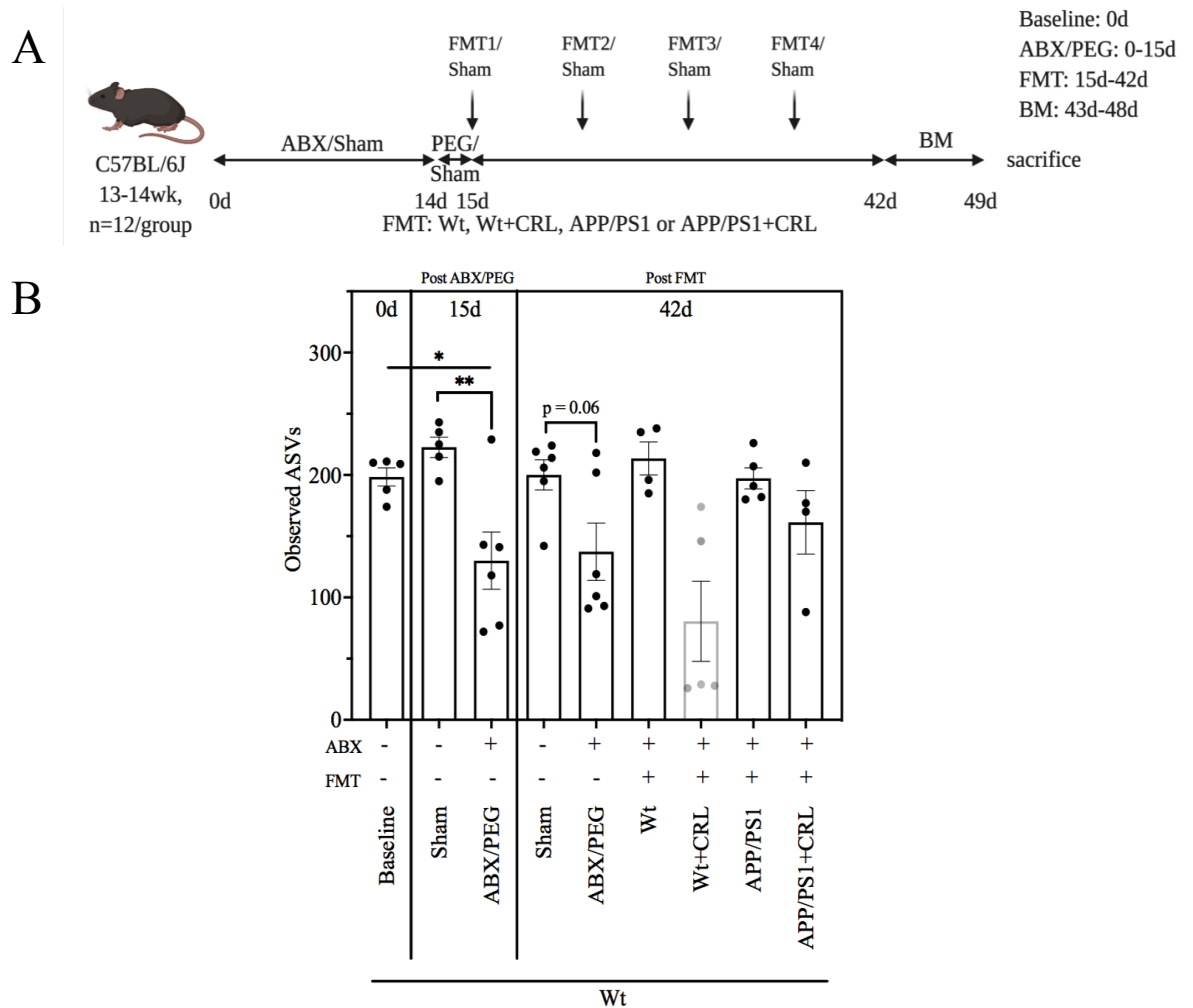 A
FMT1/
Sham
FMT2/
Sham
FMT3/
Sham
FMT4/
Sham
Baseline: 0d
ABX/PEG: 0-15d
FMT: 15d-42d
BM: 43d-48d
ABX/Sham
PEG/
Sham
BM
sacrifice
C57BL/6J
13-14wk,
n=12/group
0d
14d
15d
42d
49d
FMT: Wt, Wt+CRL, APP/PS1 or APP/PS1+CRL
B
Post ABX/PEG
Post FMT
0d
15d
42d
Observed ASVs
300
200
100
0
*
**
p = 0.06
ABX - - + - + + + + +
FMT - - - - - + + + +
Baseline
Sham
ABX/PEG
Sham
ABX/PEG
Wt
Wt+CRL
APP/PS1
APP/PS1+CRL
Wt